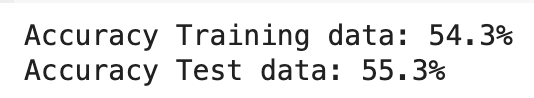 Accuracy Training data: 54.3%
Accuracy Test data: 55.3%